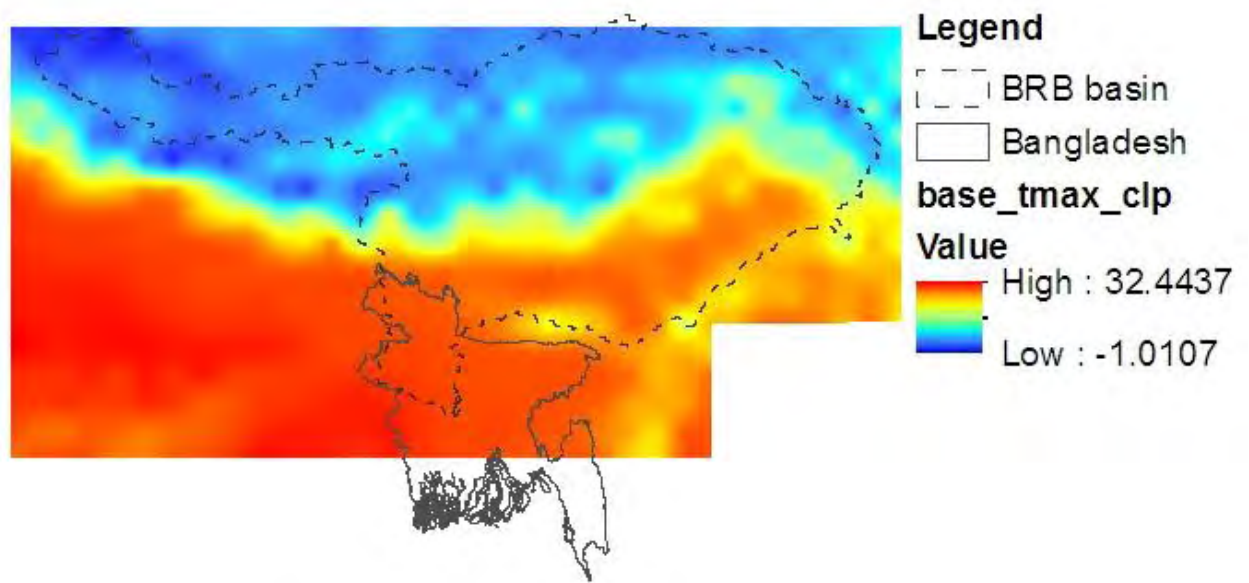 Legend
BRB basin
Bangladesh
base_tmax_clp
Value
High : 32.4437
Low : -1.0107